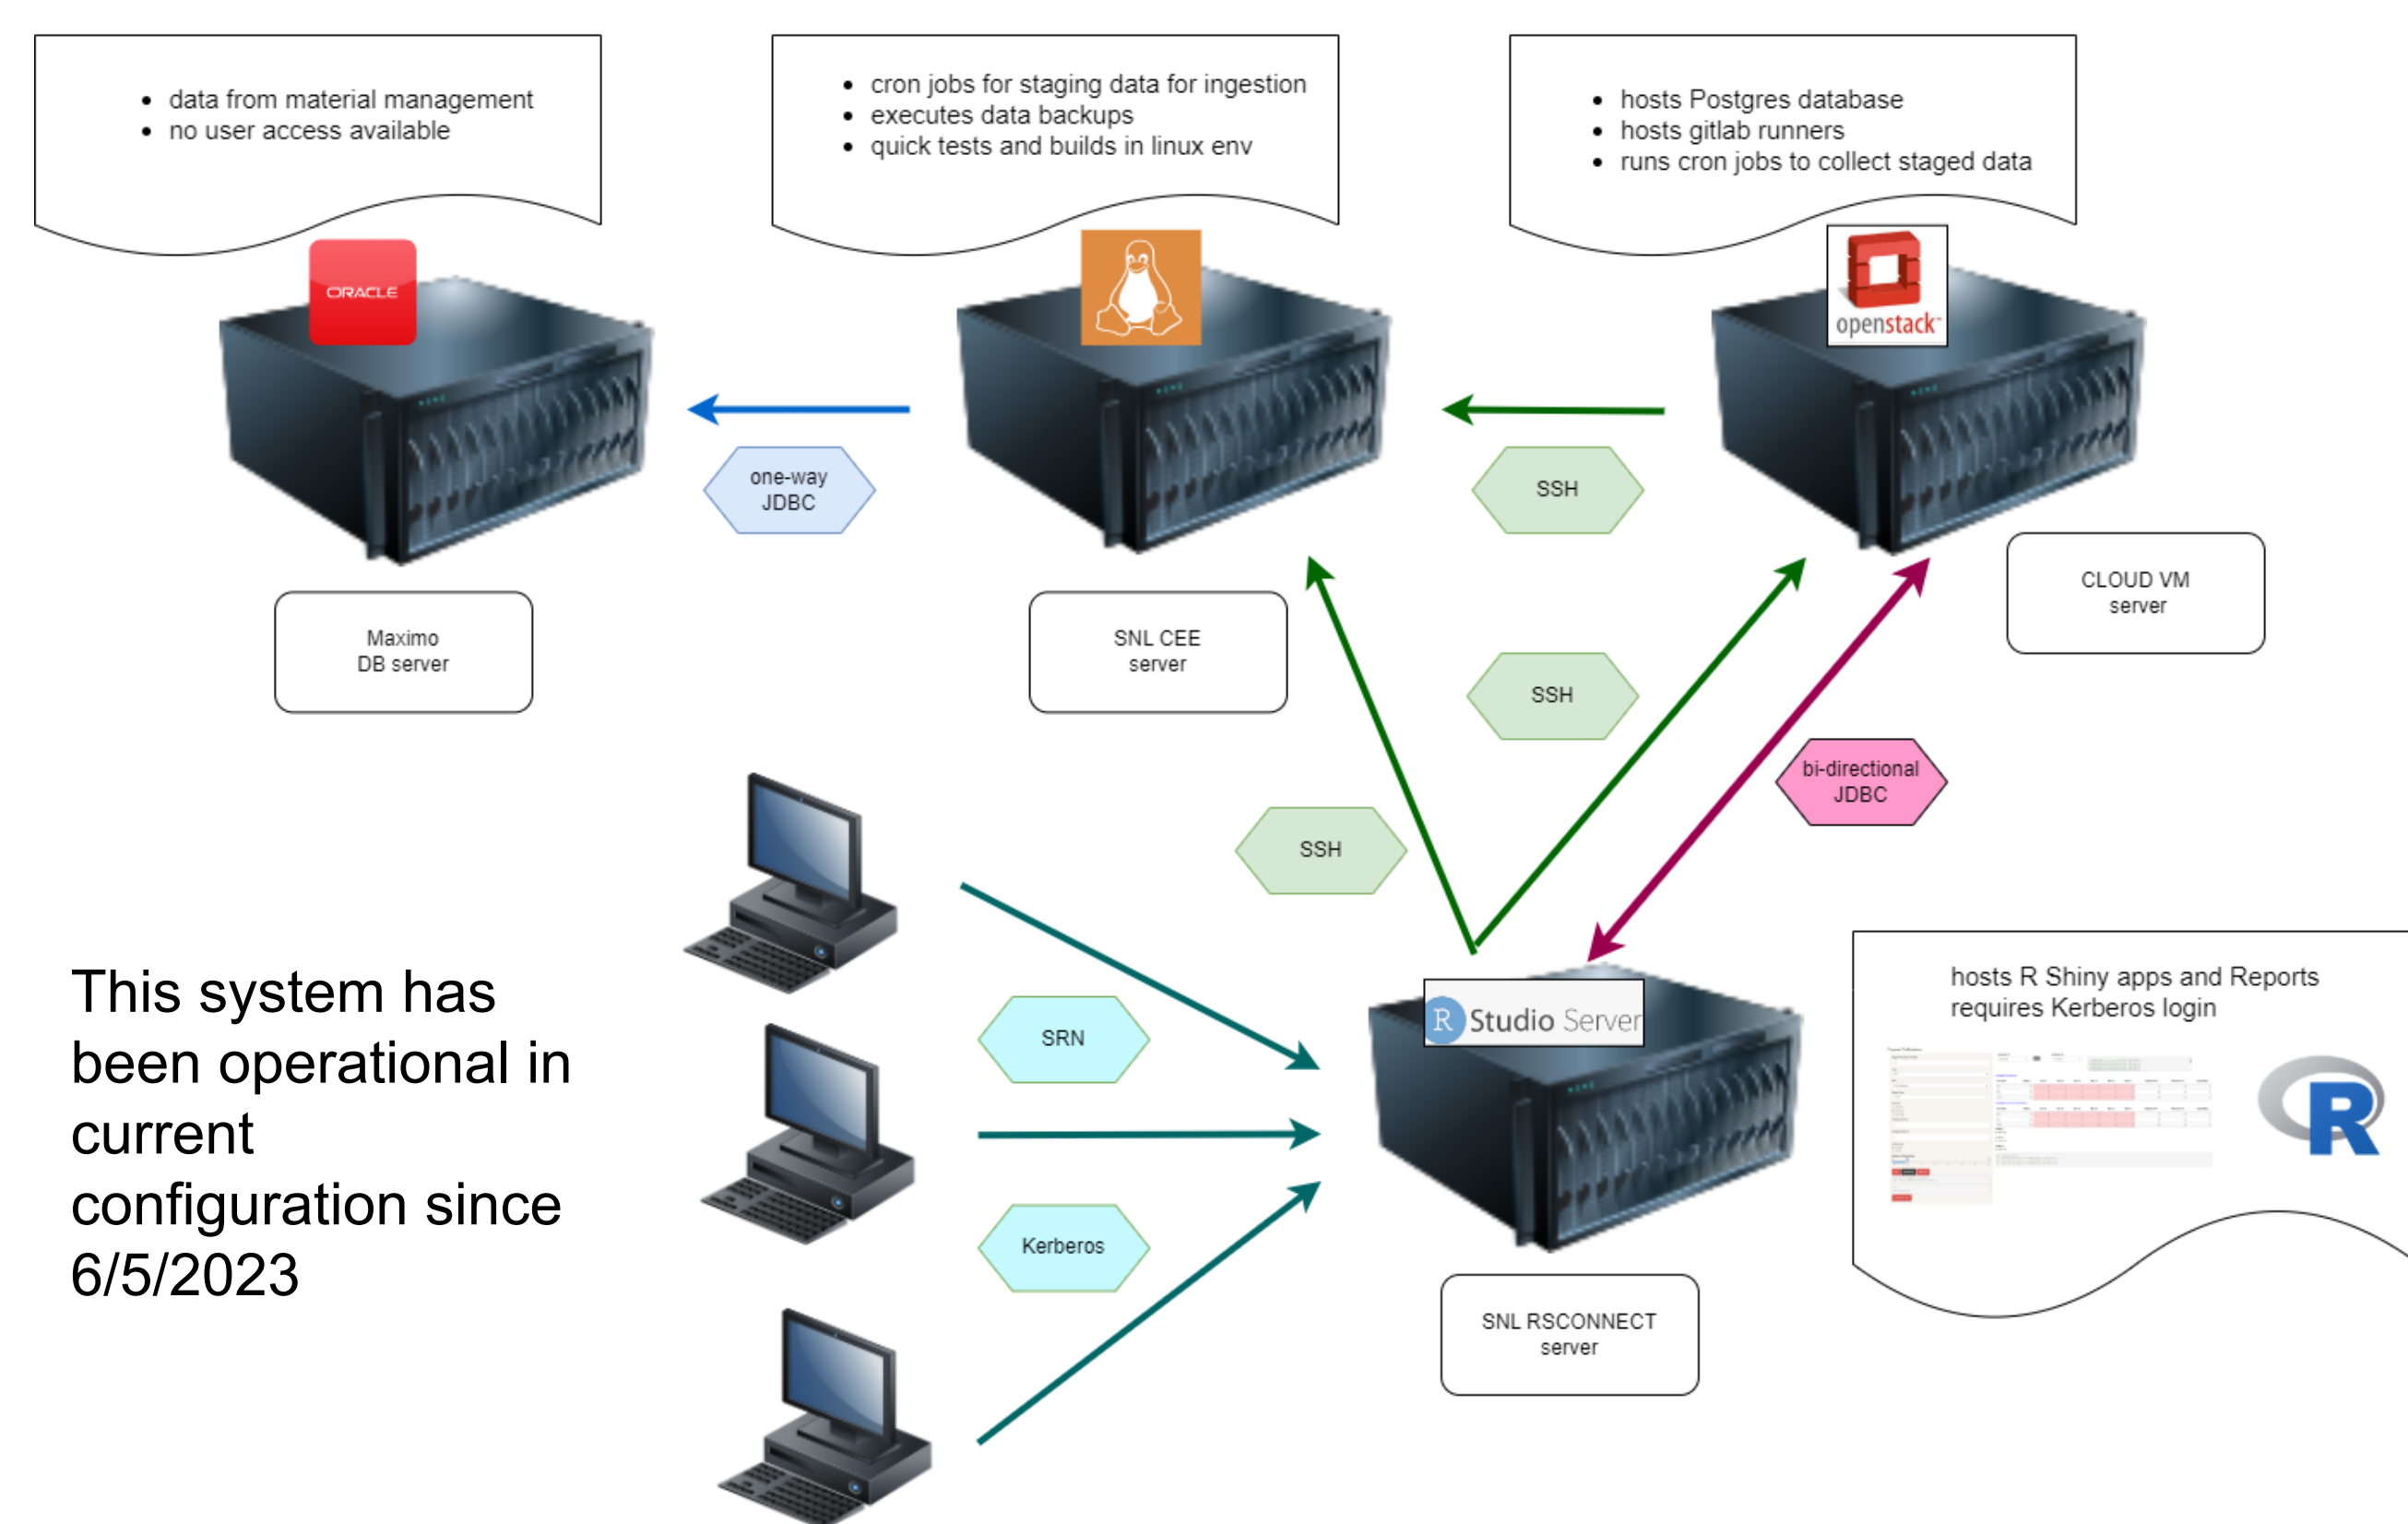 • data from material management
• no user access available
• cron jobs for staging data for ingestion
• executes data backups
• quick tests and builds in linux env
• hosts Postgres database
• hosts gitlab runners
• runs cron jobs to collect staged data
ORACLE
openstack
one-way
JDBC
SSH
Maximo
DB server
SNL CEE
server
CLOUD VM
server
SSH
bi-directional
JDBC
SSH
This system has
been operational in
current
configuration since
6/5/2023
SRN
Kerberos
R Studio Server
SNL RSCONNECT
server
hosts R Shiny apps and Reports
requires Kerberos login
R